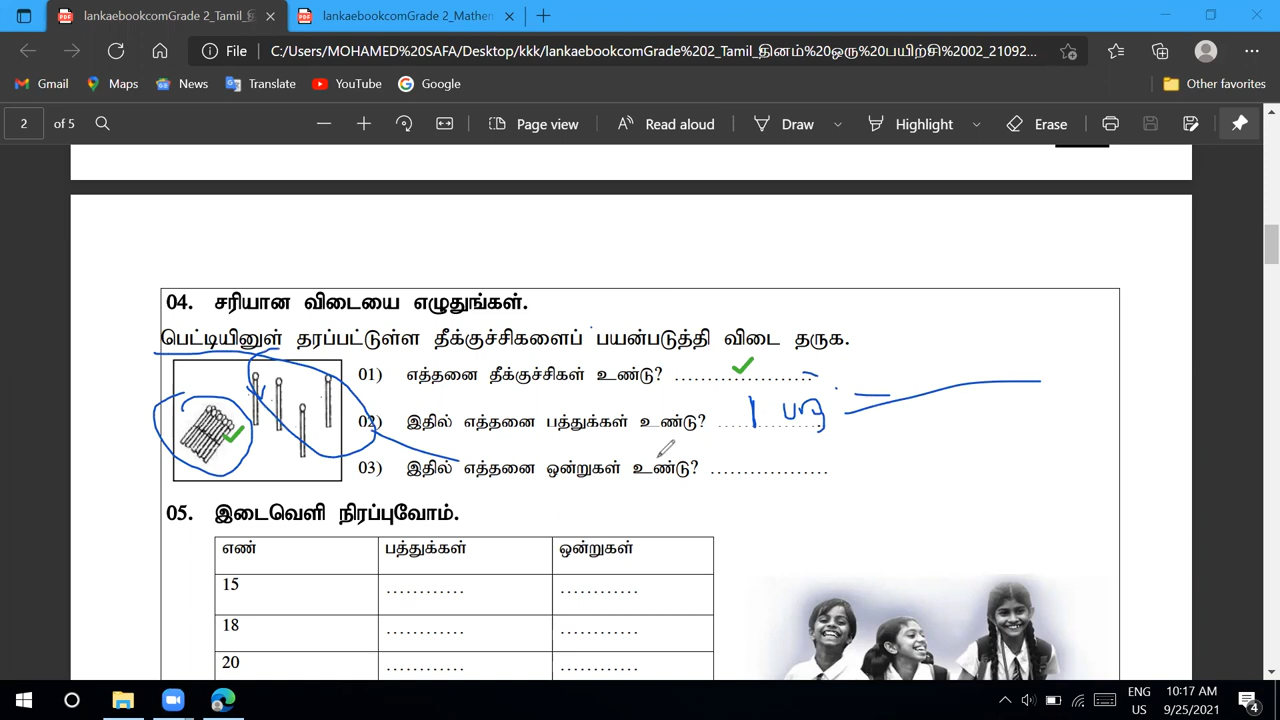 lankaebookcomGrade 2_Tamil_தி
lankaebookcomGrade 2_Mathem
File
C:/Users/MOHAMED%20SAFA/Desktop/kkk/lankaebookcomGrade%202_Tamil_தினம்%20ஒரு%20பயிற்சி%2002_21092...
Gmail
Maps
News
Translate
YouTube
Google
Other favorites
2 of 5
Page view
Read aloud
Draw
Highlight
Erase
04. சரியான விடையை எழுதுங்கள்.
பெட்டியினுள் தரப்பட்டுள்ள தீக்குச்சிகளைப் பயன்படுத்தி விடை தருக.
01) எத்தனை தீக்குச்சிகள் உண்டு? ........................
02) இதில் எத்தனை பத்துக்கள் உண்டு? ..................
1
03) இதில் எத்தனை ஒன்றுகள் உண்டு? ..................
05. இடைவெளி நிரப்புவோம்.
எண் பத்துக்கள் ஒன்றுகள்
15 ............ ............
18 ............ ............
20 ............ ............
ENG
US
10:17 AM
9/25/2021
4